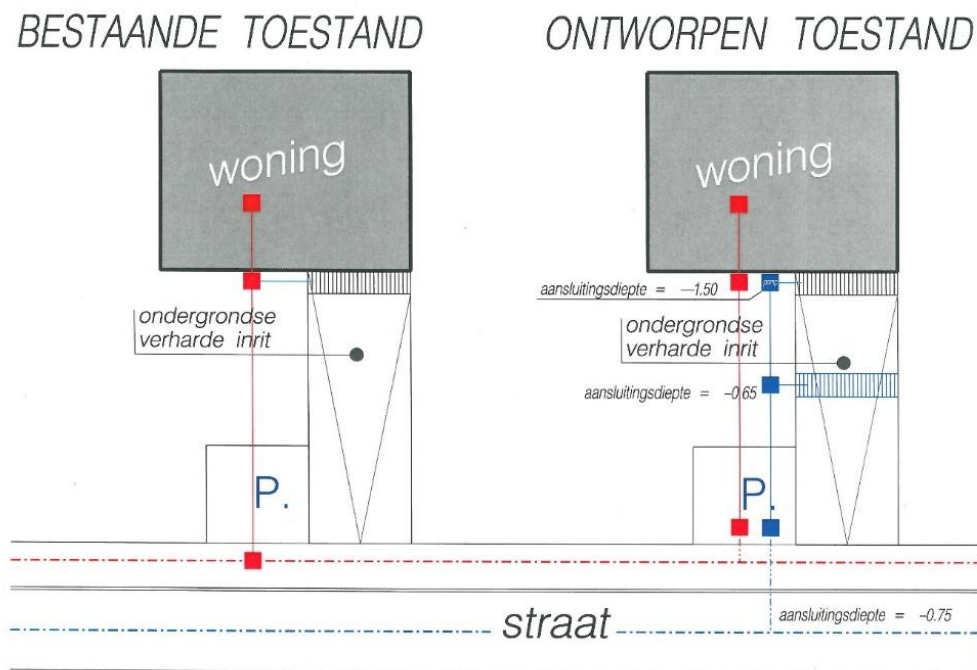 BESTAANDE TOESTAND
woning
ondergrondse
verharde inrit
P.
ONTWORPEN TOESTAND
woning
pomp
aansluitingsdiepte = -1.50
ondergrondse
verharde inrit
aansluitingsdiepte = -0.65
P.
straat
aansluitingsdiepte = -0.75